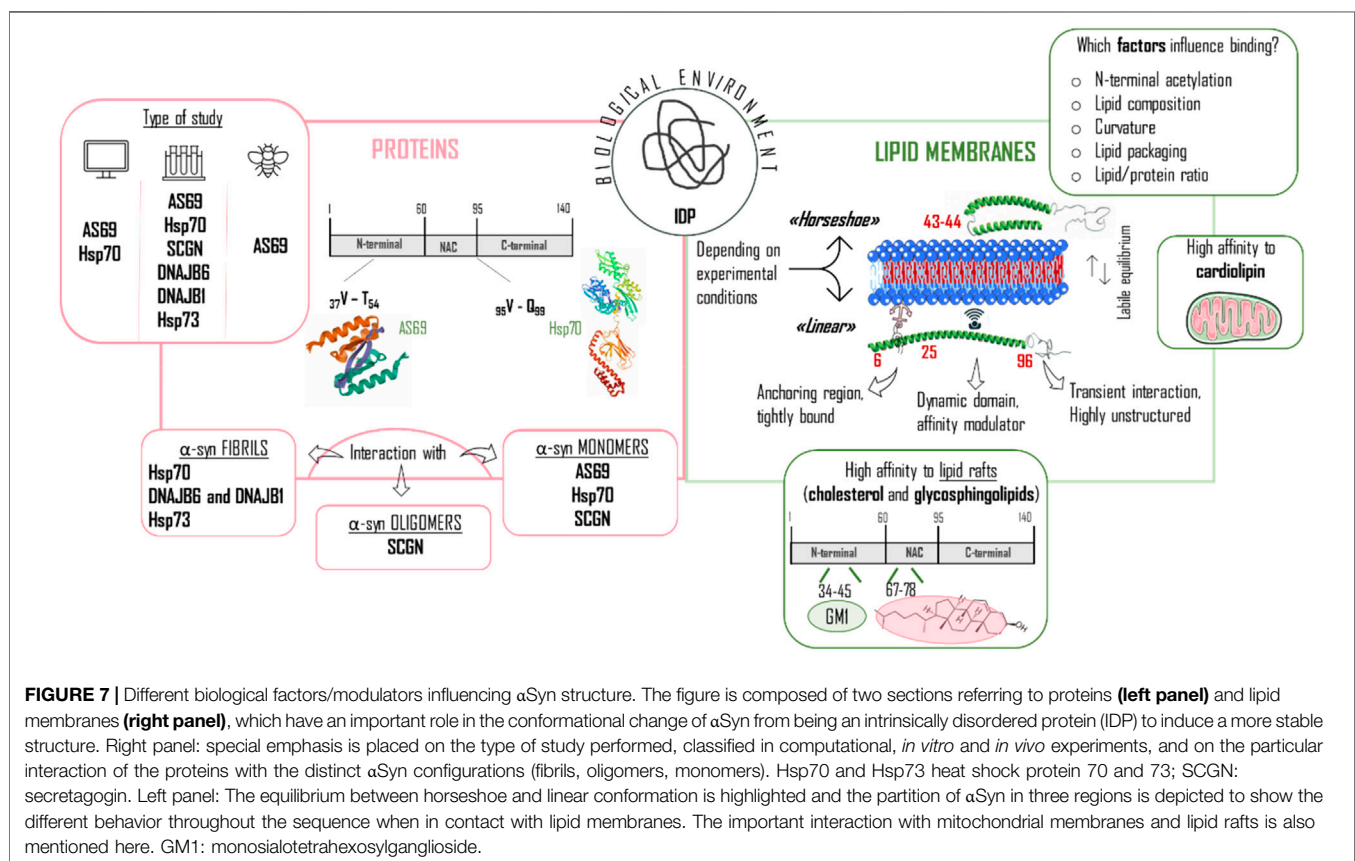 BIOLOGICAL ENVIRONMENT
IDP
Type of study
AS69
Hsp70
AS69
Hsp70
SCGN
DNAJB6
DNAJB1
Hsp73
AS69
PROTEINS
1 60 95 140
N-terminal NAC C-terminal
37V – T54
AS69
95V – Q99
Hsp70
Interaction with
α-syn FIBRILS
Hsp70
DNAJB6 and DNAJB1
Hsp73
α-syn OLIGOMERS
SCGN
α-syn MONOMERS
AS69
Hsp70
SCGN
LIPID MEMBRANES
Which factors influence binding?
○ N-terminal acetylation
○ Lipid composition
○ Curvature
○ Lipid packaging
○ Lipid/protein ratio
Depending on
experimental
conditions
«Horseshoe»
«Linear»
43-44
Labile equilibrium
6 25 96
Anchoring region,
tightly bound
Dynamic domain,
affinity modulator
Transient interaction,
Highly unstructured
High affinity to
cardiolipin
High affinity to lipid rafts
(cholesterol and glycosphingolipids)
1 60 95 140
N-terminal NAC C-terminal
34-45 67-78
GM1
H H H H
OH
FIGURE 7 | Different biological factors/modulators influencing αSyn structure. The figure is composed of two sections referring to proteins (left panel) and lipid
membranes (right panel), which have an important role in the conformational change of αSyn from being an intrinsically disordered protein (IDP) to induce a more stable
structure. Right panel: special emphasis is placed on the type of study performed, classified in computational, in vitro and in vivo experiments, and on the particular
interaction of the proteins with the distinct αSyn configurations (fibrils, oligomers, monomers). Hsp70 and Hsp73 heat shock protein 70 and 73; SCGN:
secretagogin. Left panel: The equilibrium between horseshoe and linear conformation is highlighted and the partition of αSyn in three regions is depicted to show the
different behavior throughout the sequence when in contact with lipid membranes. The important interaction with mitochondrial membranes and lipid rafts is also
mentioned here. GM1: monosialotetrahexosylganglioside.